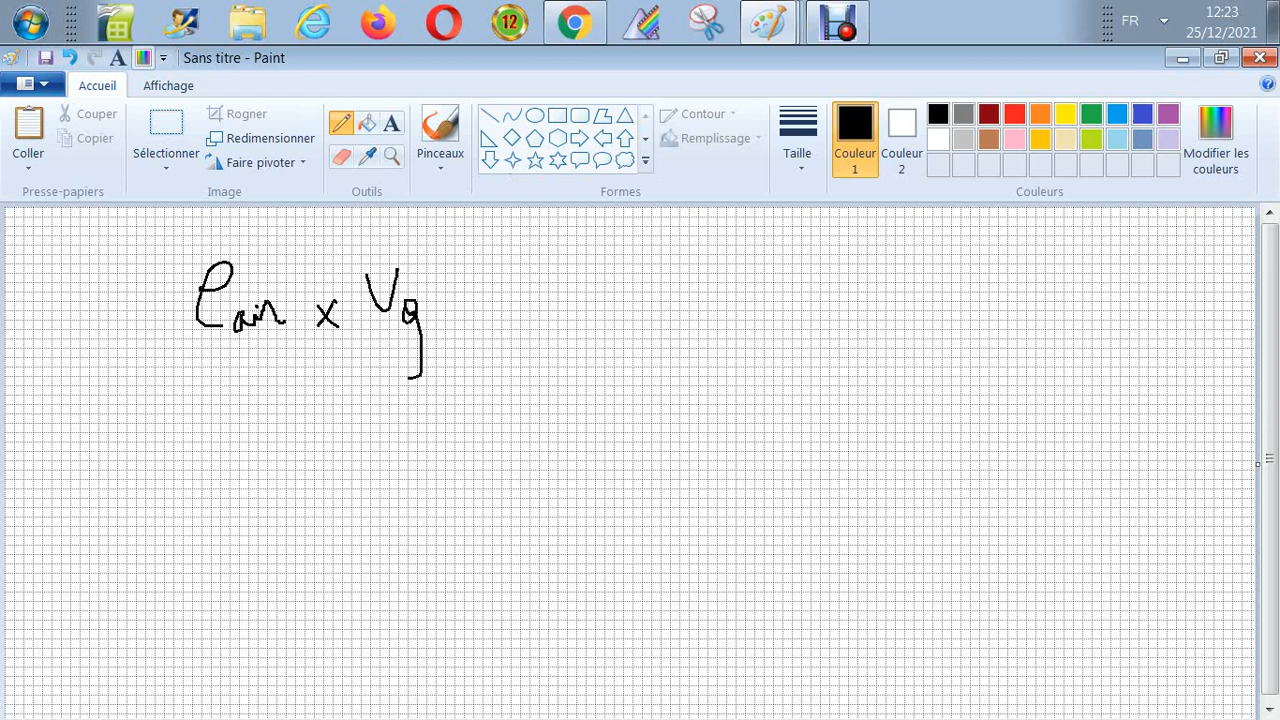 12
FR
12:23
25/12/2021
Sans titre - Paint
Accueil
Affichage
Coller
Couper
Copier
Presse-papiers
Sélectionner
Rogner
Redimensionner
Faire pivoter
Image
A
Outils
Pinceaux
Contour
Remplissage
Formes
Taille
Couleur 1
Couleur 2
Modifier les couleurs
Couleurs
ρair x Vg